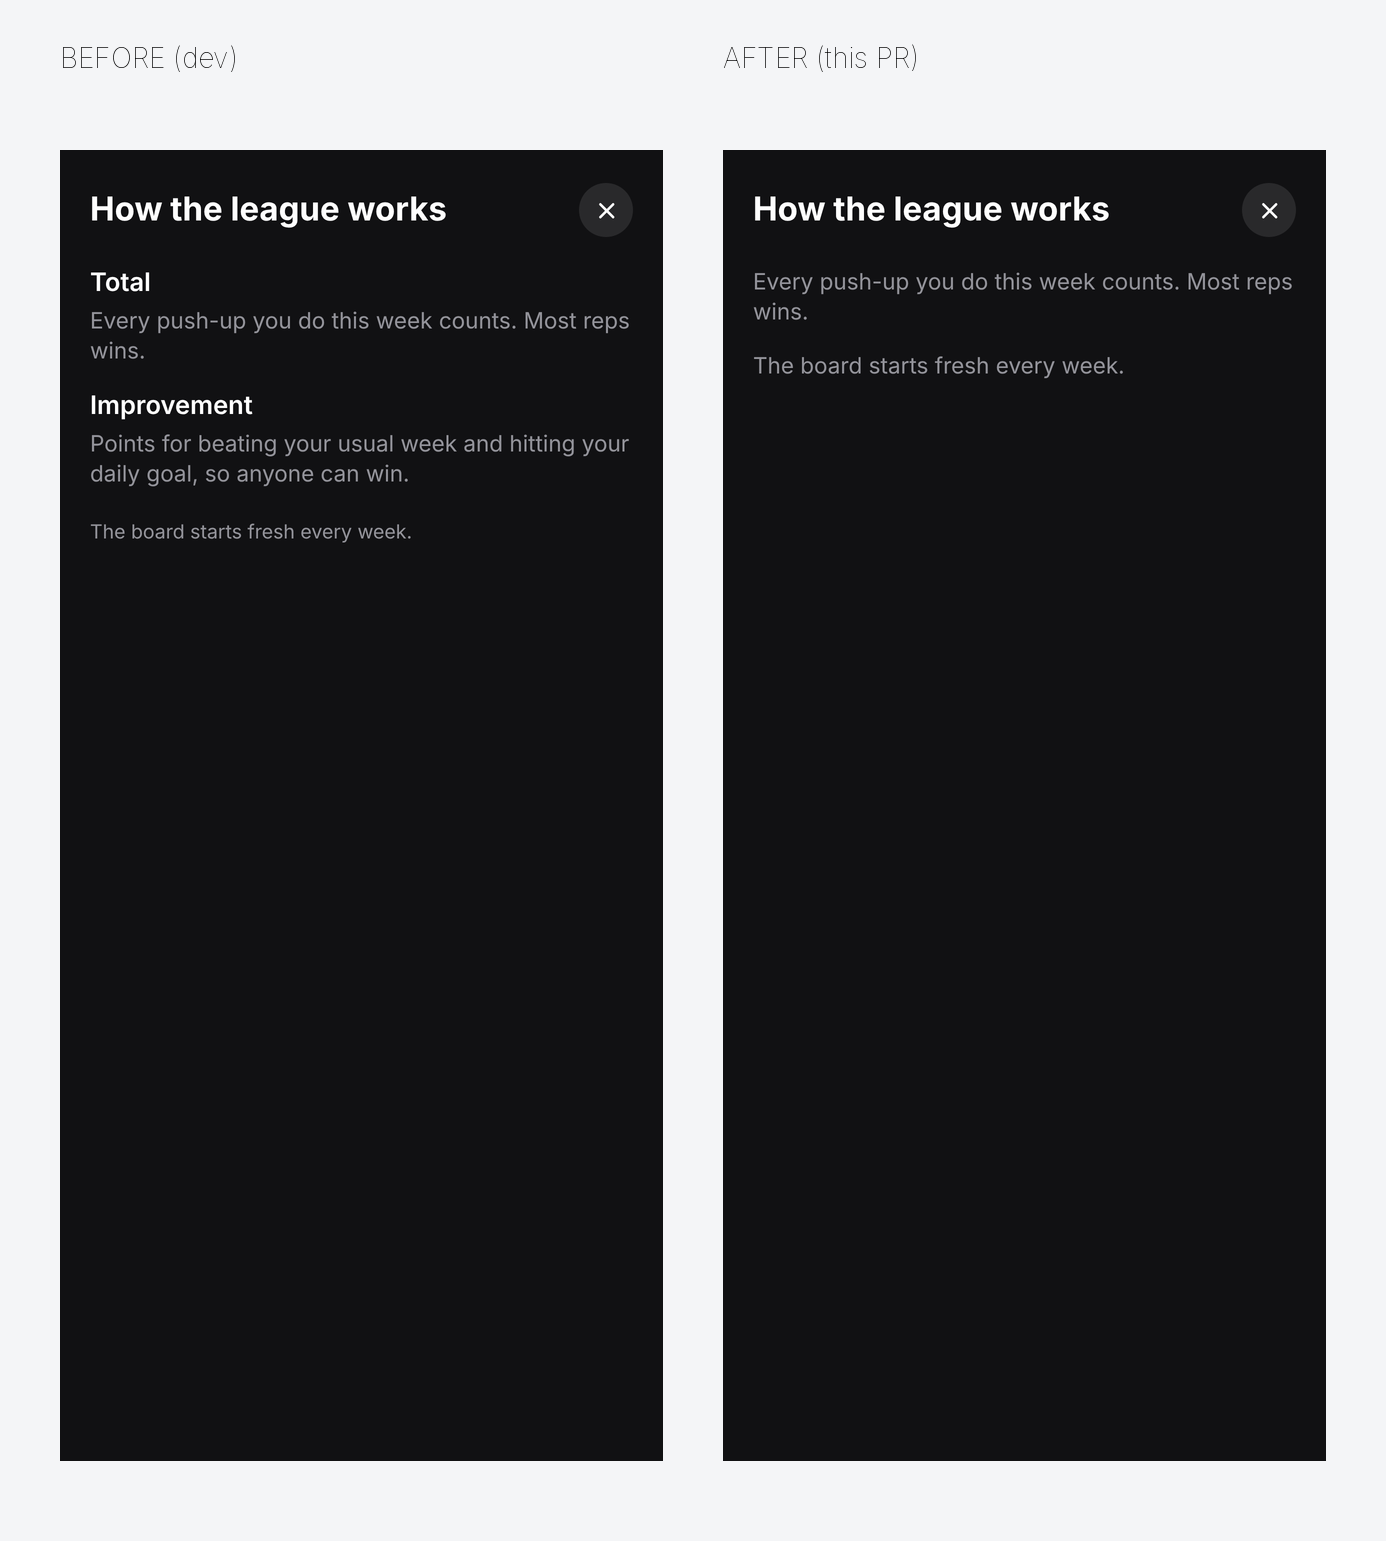 BEFORE (dev)
How the league works
Total
Every push-up you do this week counts. Most reps
wins.
Improvement
Points for beating your usual week and hitting your
daily goal, so anyone can win.
The board starts fresh every week.
AFTER (this PR)
How the league works
Every push-up you do this week counts. Most reps
wins.
The board starts fresh every week.